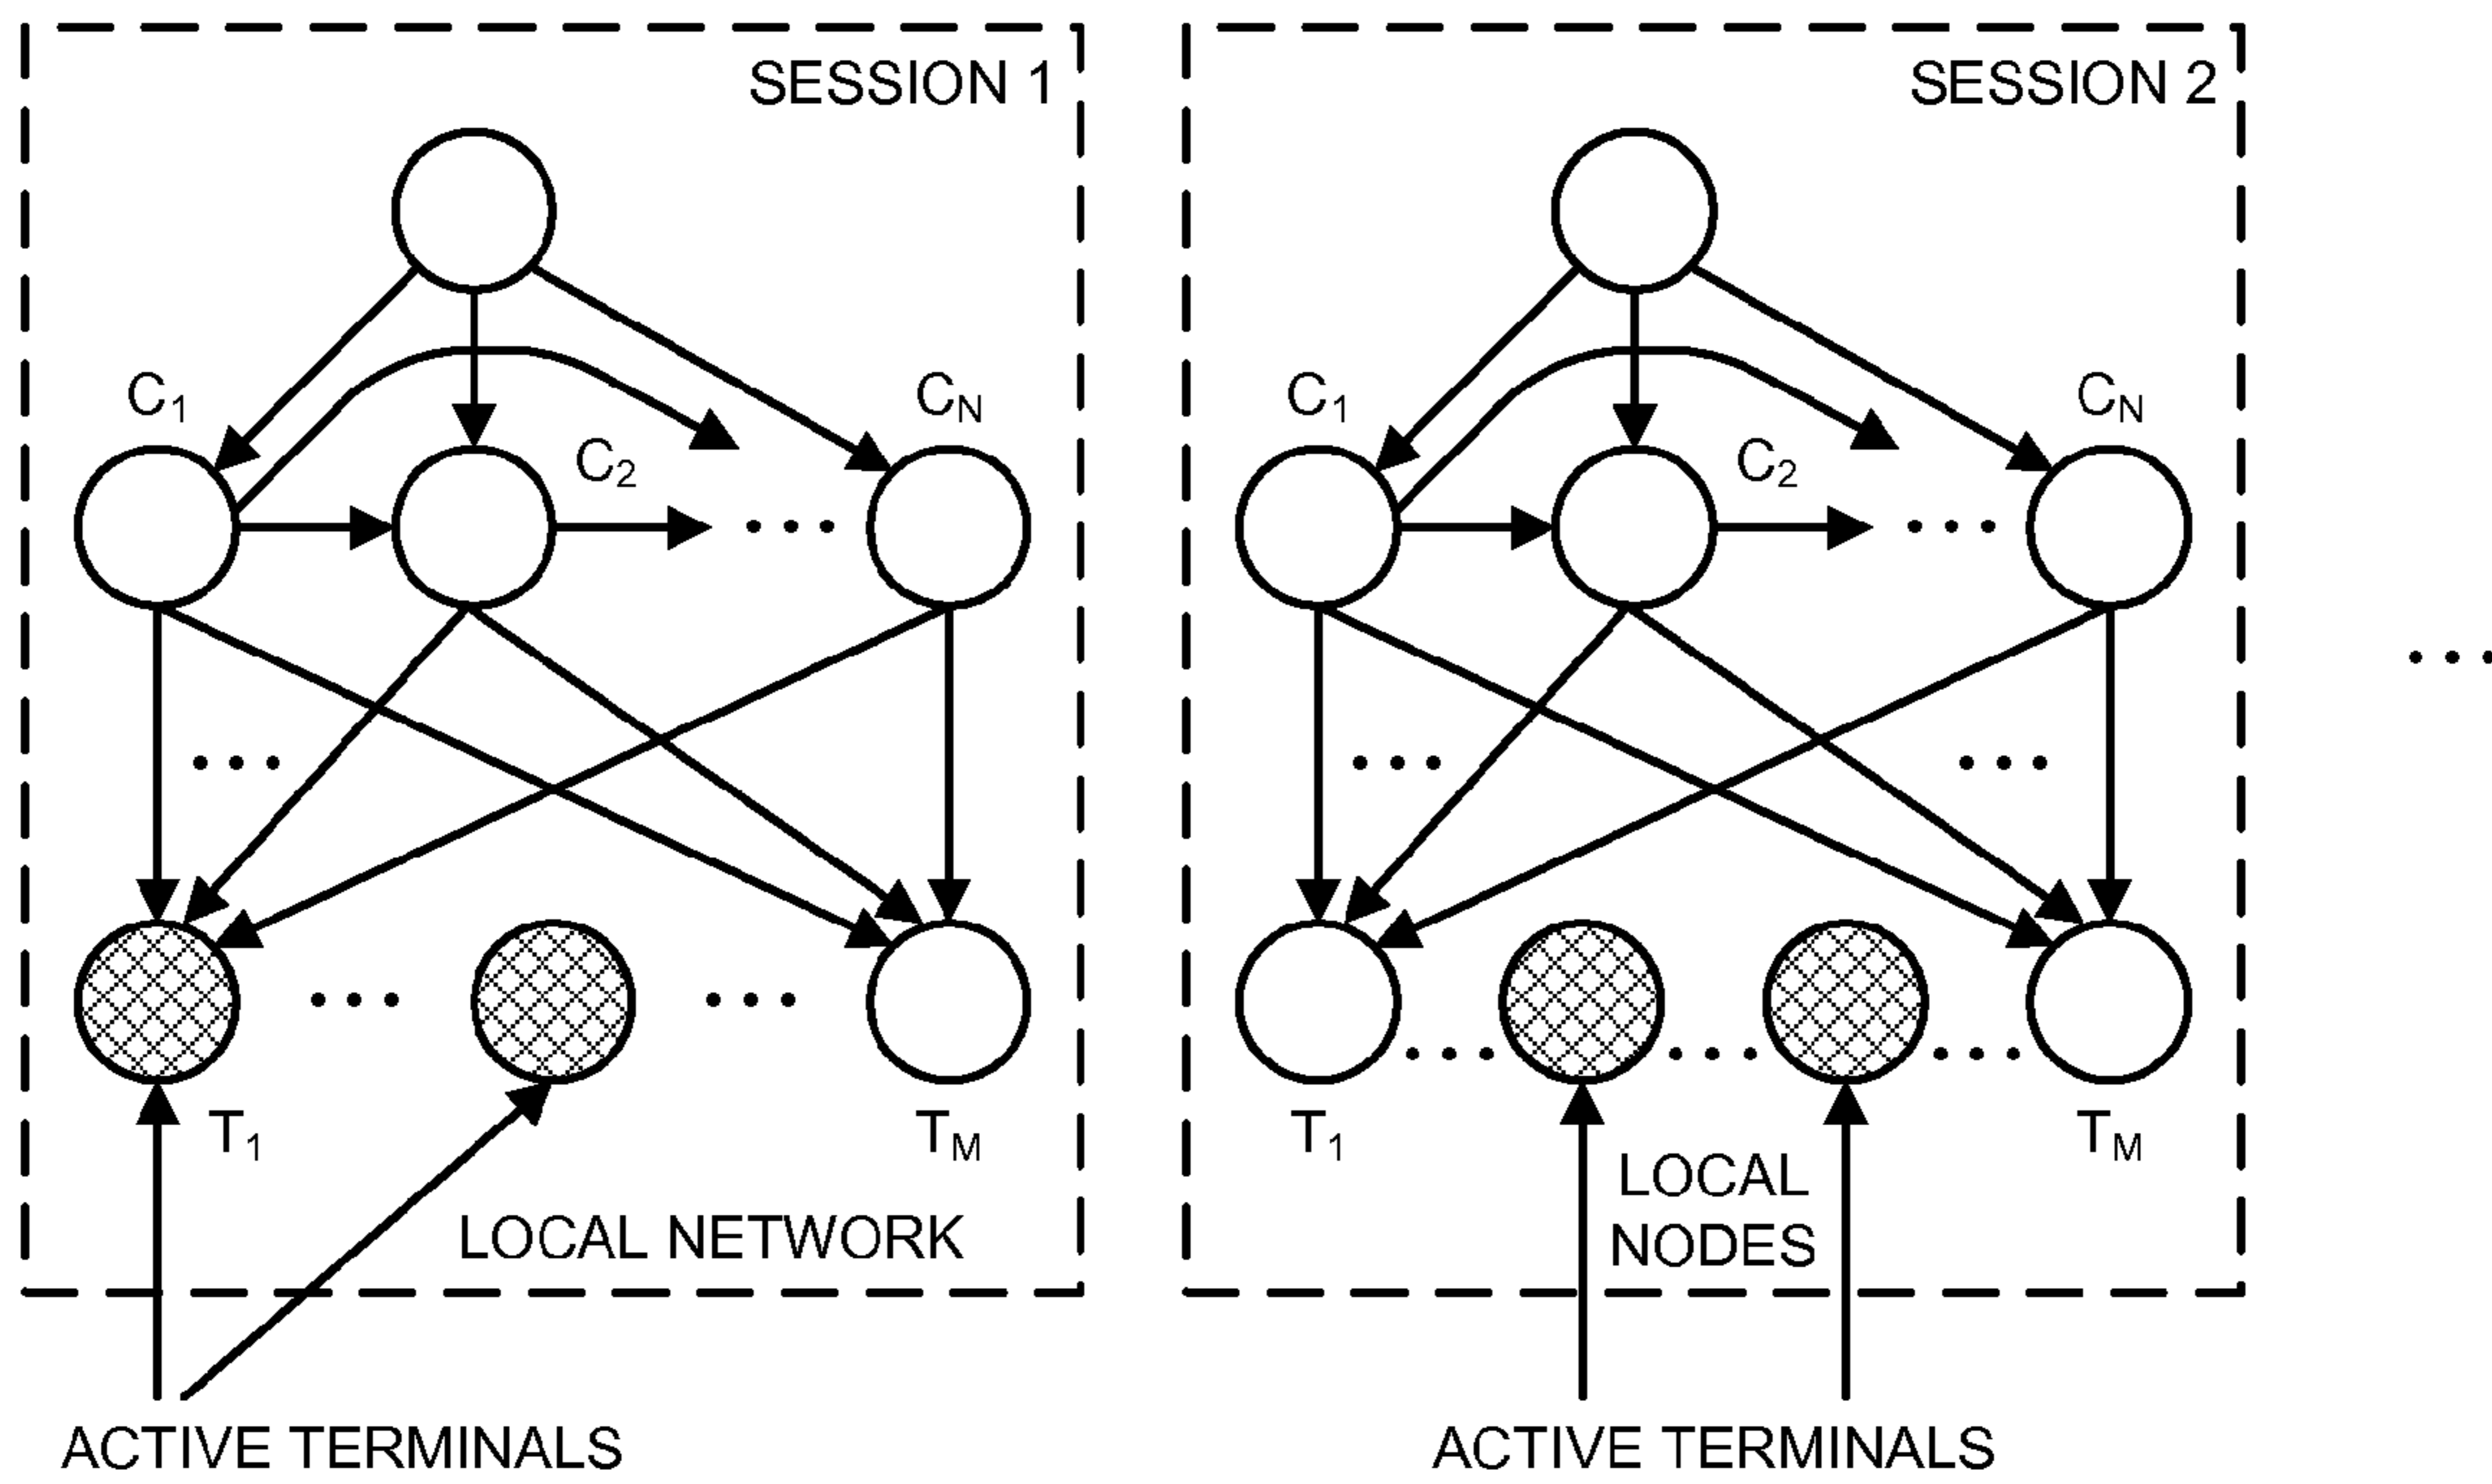 SESSION 1
C1
CN
C2
T1
TM
LOCAL NETWORK
ACTIVE TERMINALS
SESSION 2
C1
CN
C2
T1
TM
LOCAL
NODES
ACTIVE TERMINALS